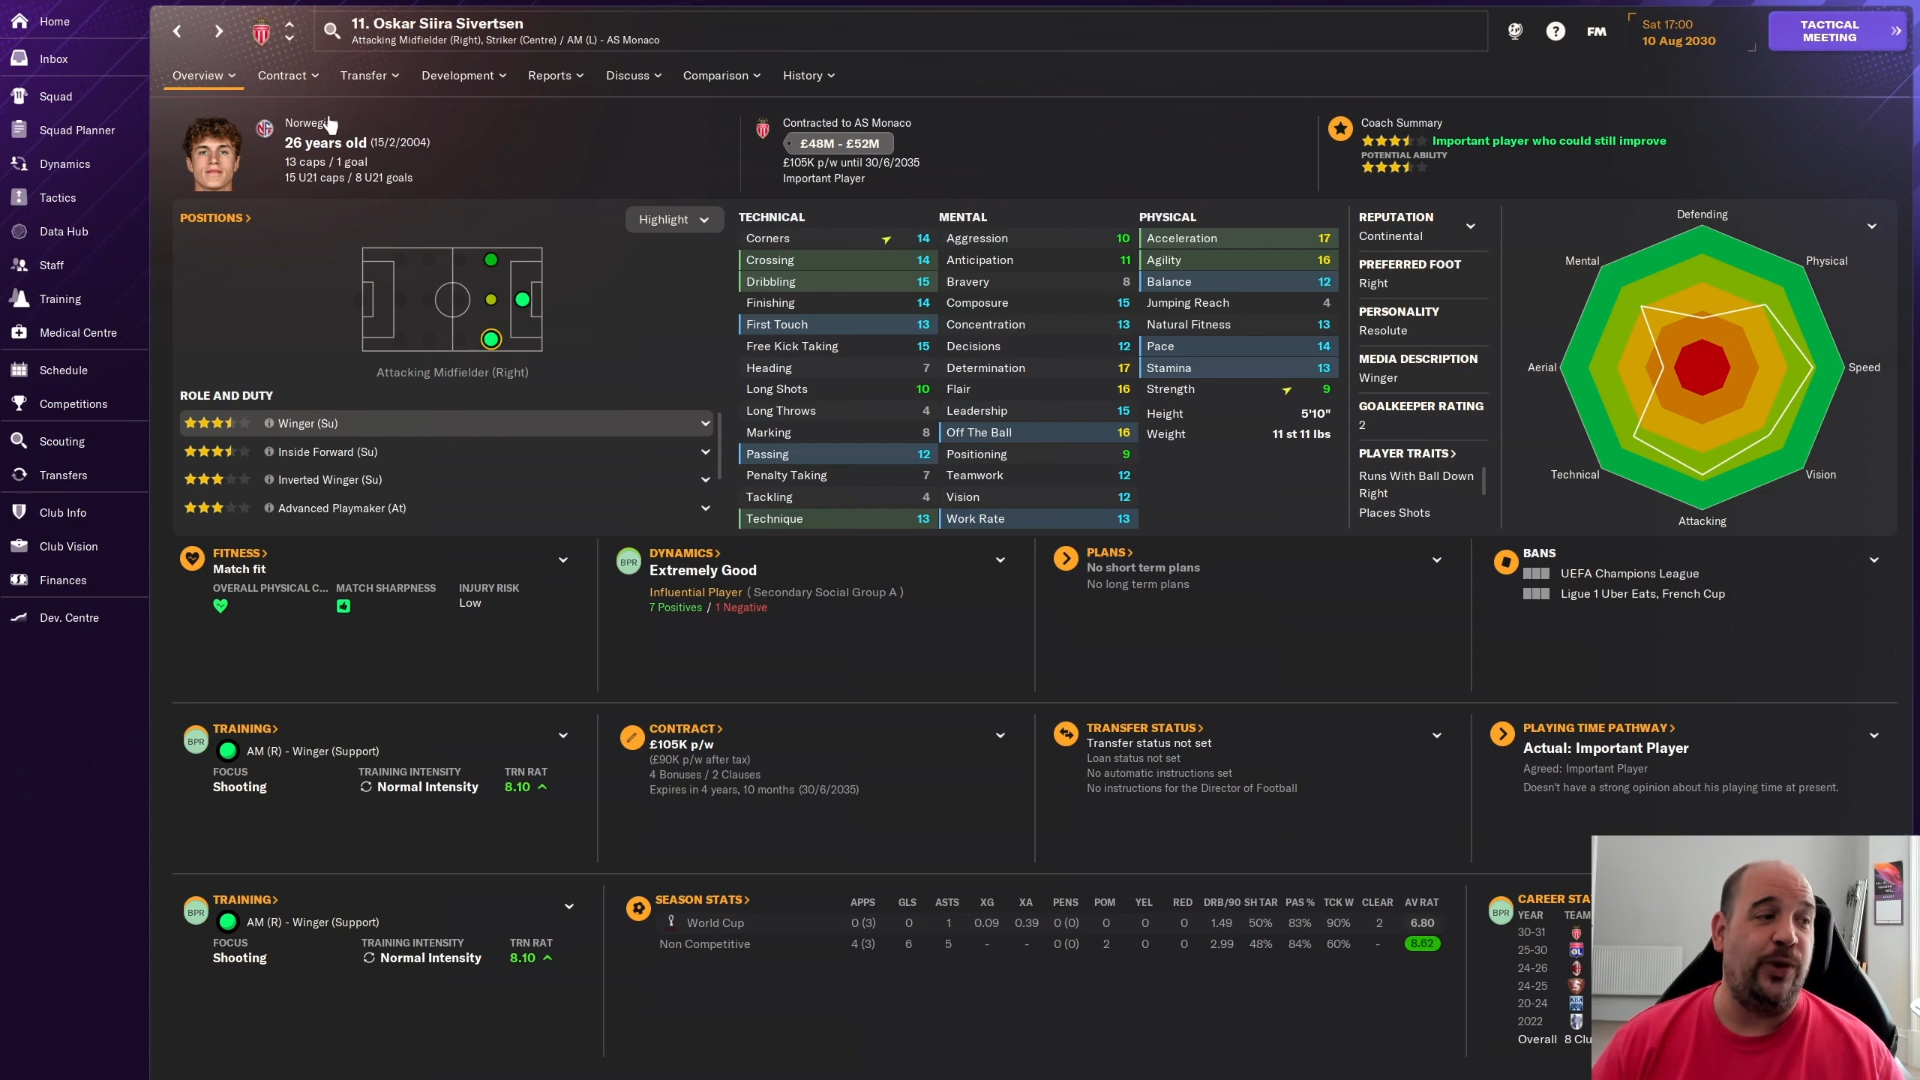 Home
Inbox
Squad
Squad Planner
Dynamics
Tactics
Data Hub
Staff
Training
Medical Centre
Schedule
Competitions
Scouting
Transfers
Club Info
Club Vision
Finances
Dev. Centre
11. Oskar Siira Sivertsen
Attacking Midfielder (Right), Striker (Centre) / AM (L) - AS Monaco
FM
Sat 17:00
10 Aug 2030
TACTICAL MEETING
Overview Contract Transfer Development Reports Discuss Comparison History
26 years old (15/2/2004)
13 caps / 1 goal
15 U21 caps / 8 U21 goals
Contracted to AS Monaco
£48M - £52M
£105K p/w until 30/6/2035
Important Player
Coach Summary
Important player who could still improve
POTENTIAL ABILITY
POSITIONS
Highlight
Attacking Midfielder (Right)
ROLE AND DUTY
Winger (Su)
Inside Forward (Su)
Inverted Winger (Su)
Advanced Playmaker (At)
TECHNICAL
Corners 14
Crossing 14
Dribbling 15
Finishing 14
First Touch 13
Free Kick Taking 15
Heading 7
Long Shots 10
Long Throws 4
Marking 8
Passing 12
Penalty Taking 7
Tackling 4
Technique 13
MENTAL
Aggression 10
Anticipation 11
Bravery 8
Composure 15
Concentration 13
Decisions 12
Determination 17
Flair 16
Leadership 15
Off The Ball 16
Positioning 9
Teamwork 12
Vision 12
Work Rate 13
PHYSICAL
Acceleration 17
Agility 16
Balance 12
Jumping Reach 4
Natural Fitness 13
Pace 14
Stamina 13
Strength 9
Height 5'10"
Weight 11 st 11 lbs
REPUTATION
Continental
PREFERRED FOOT
Right
PERSONALITY
Resolute
MEDIA DESCRIPTION
Winger
GOALKEEPER RATING
2
PLAYER TRAITS
Runs With Ball Down
Right
Places Shots
Defending
Mental
Physical
Aerial
Speed
Technical
Vision
Attacking
FITNESS
Match fit
OVERALL PHYSICAL C... MATCH SHARPNESS INJURY RISK
Low
BPR
DYNAMICS
Extremely Good
Influential Player ( Secondary Social Group A )
7 Positives / 1 Negative
PLANS
No short term plans
No long term plans
BANS
UEFA Champions League
Ligue 1 Uber Eats, French Cup
BPR
TRAINING
AM (R) - Winger (Support)
FOCUS TRAINING INTENSITY TRN RAT
Shooting Normal Intensity 8.10
CONTRACT
£105K p/w
(£90K p/w after tax)
4 Bonuses / 2 Clauses
Expires in 4 years, 10 months (30/6/2035)
TRANSFER STATUS
Transfer status not set
Loan status not set
No automatic instructions set
No instructions for the Director of Football
PLAYING TIME PATHWAY
Actual: Important Player
Agreed: Important Player
Doesn't have a strong opinion about his playing time at present.
BPR
TRAINING
AM (R) - Winger (Support)
FOCUS TRAINING INTENSITY TRN RAT
Shooting Normal Intensity 8.10
SEASON STATS APPS GLS ASTS XG XA PENS POM YEL RED DRB/90 SH TAR PAS % TCK W CLEAR AV RAT
World Cup 0 (3) 0 1 0.09 0.39 0 (0) 0 0 0 1.49 50% 83% 90% 2 6.80
Non Competitive 4 (3) 6 5 - - 0 (0) 2 0 0 2.99 48% 84% 60% - 8.62
BPR
CAREER STA
YEAR TEAM
30-31
25-30
24-26
24-25
20-24
2022
Overall 8 Clu